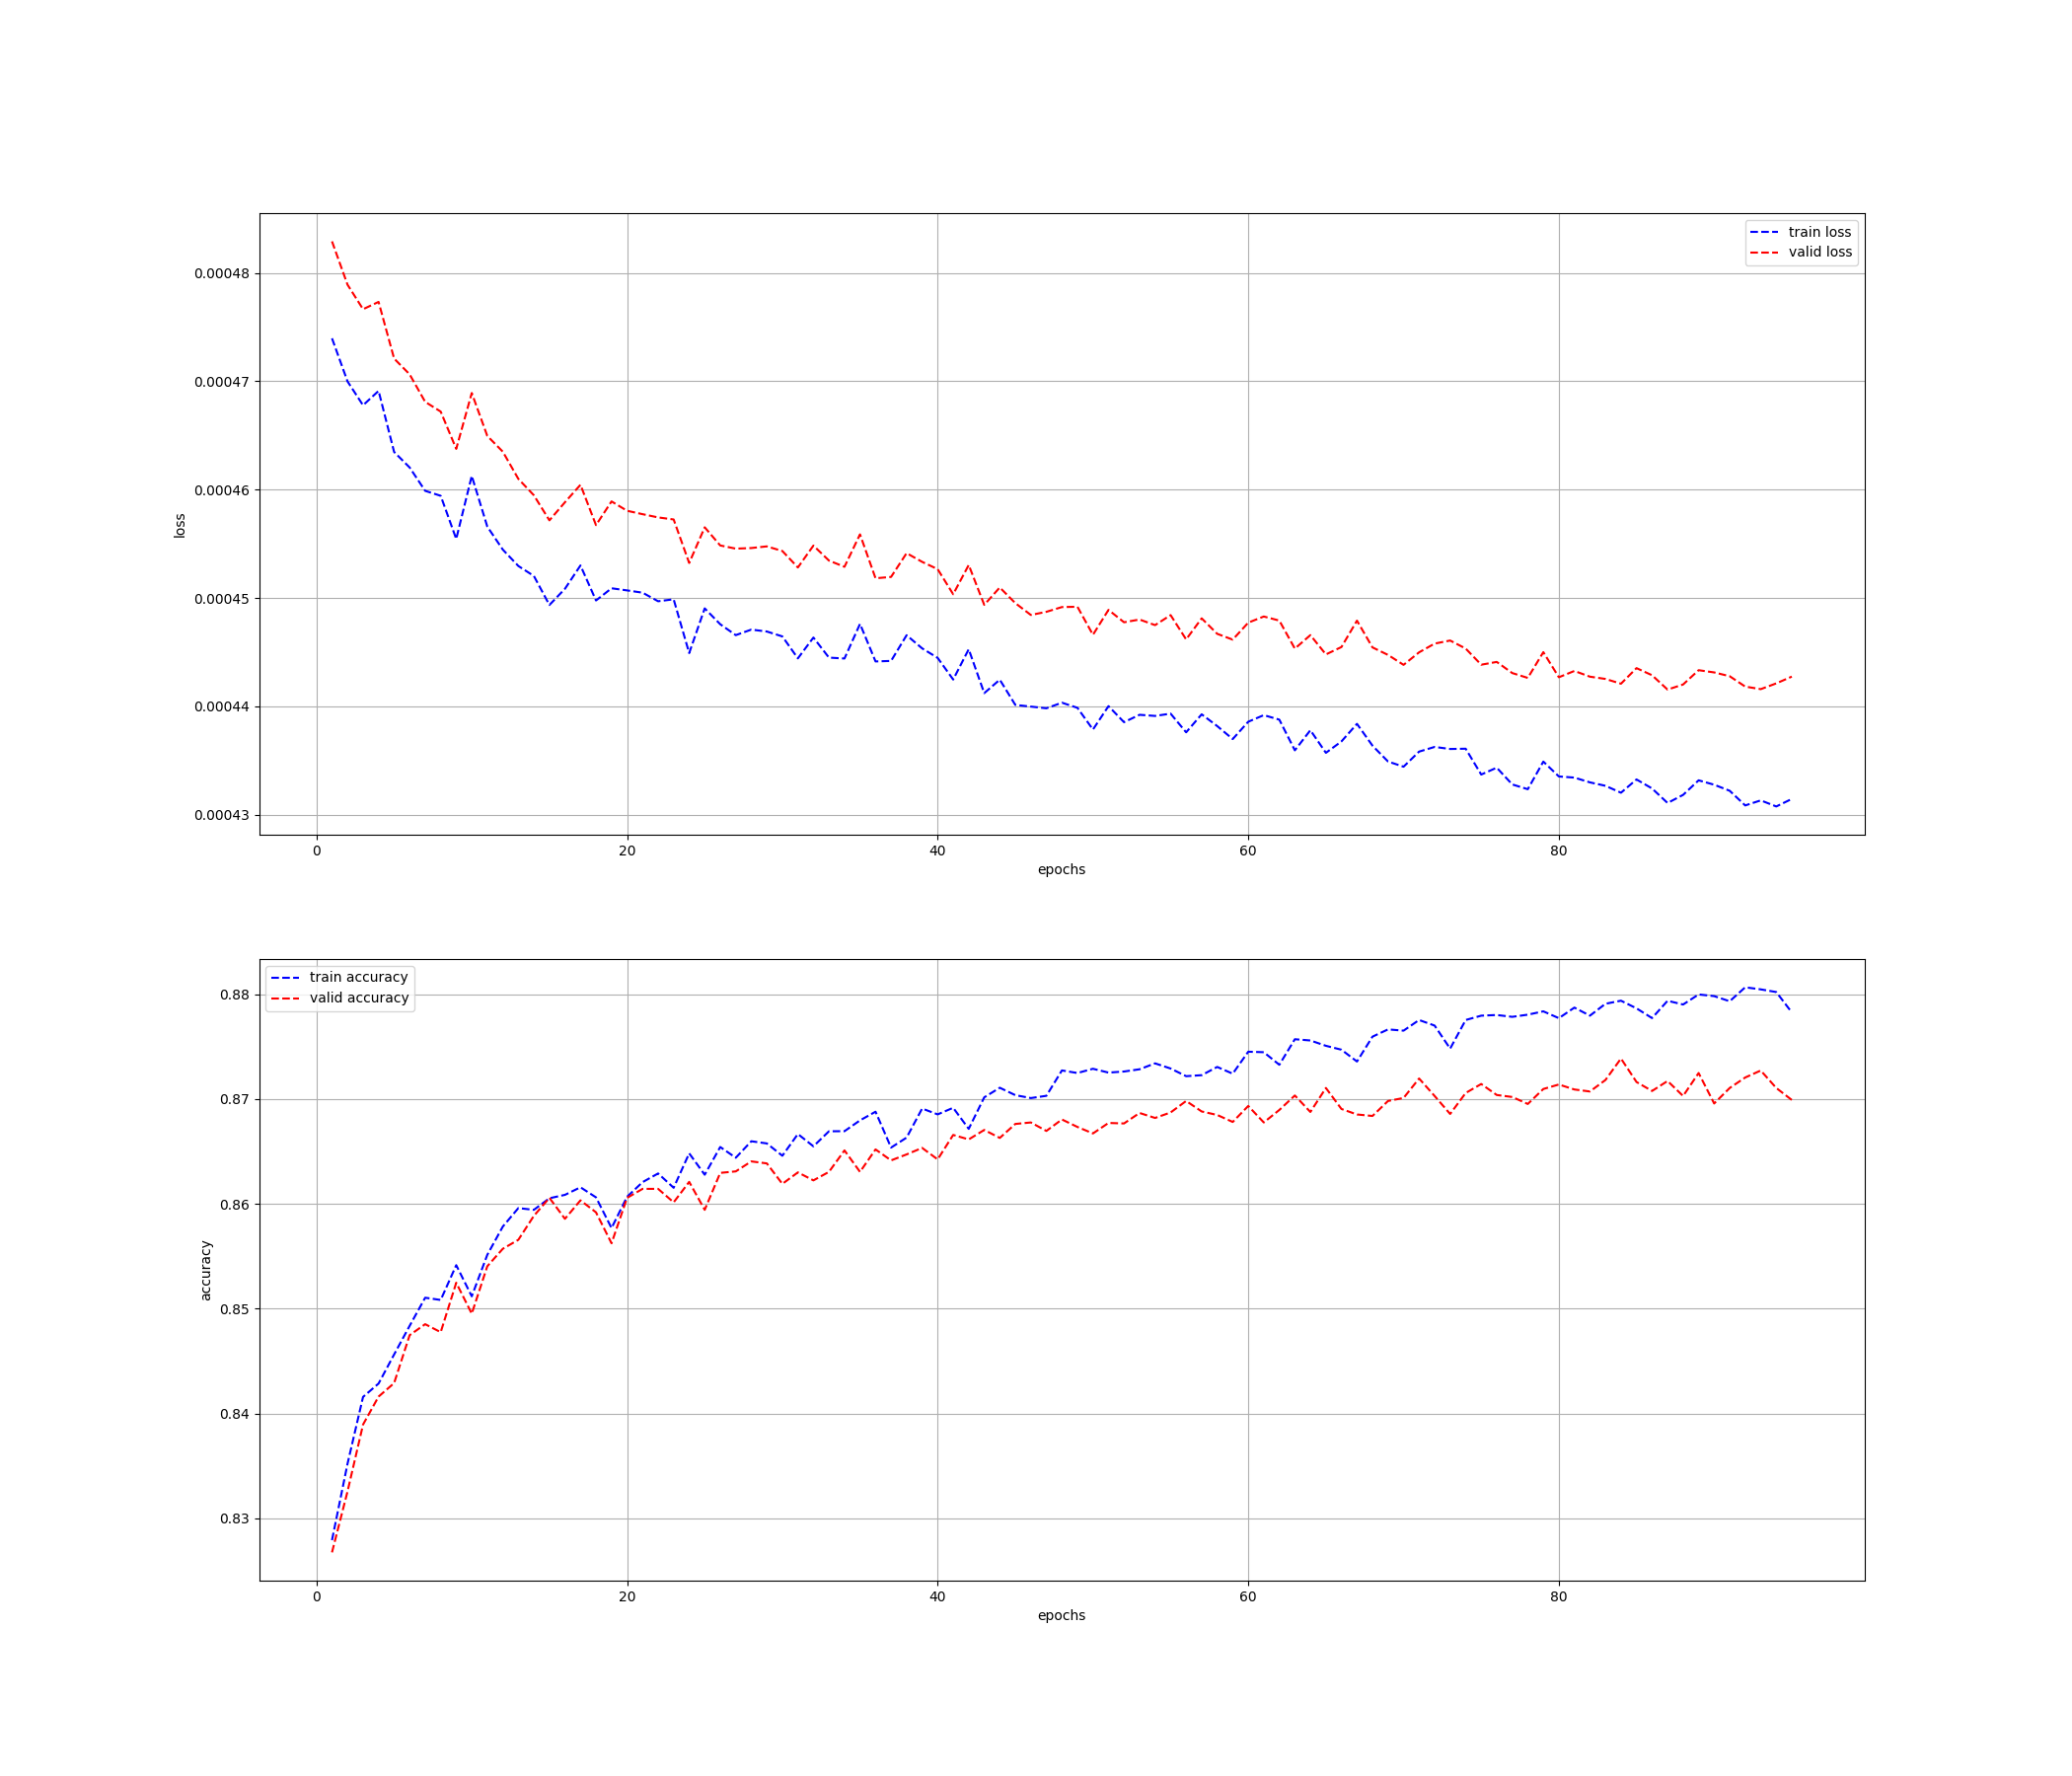 train loss
valid loss
0.00048
0.00047
0.00046
0.00045
0.00044
0.00043
loss
0 20 40 60 80
epochs
train accuracy
valid accuracy
0.88
0.87
0.86
0.85
0.84
0.83
accuracy
0 20 40 60 80
epochs